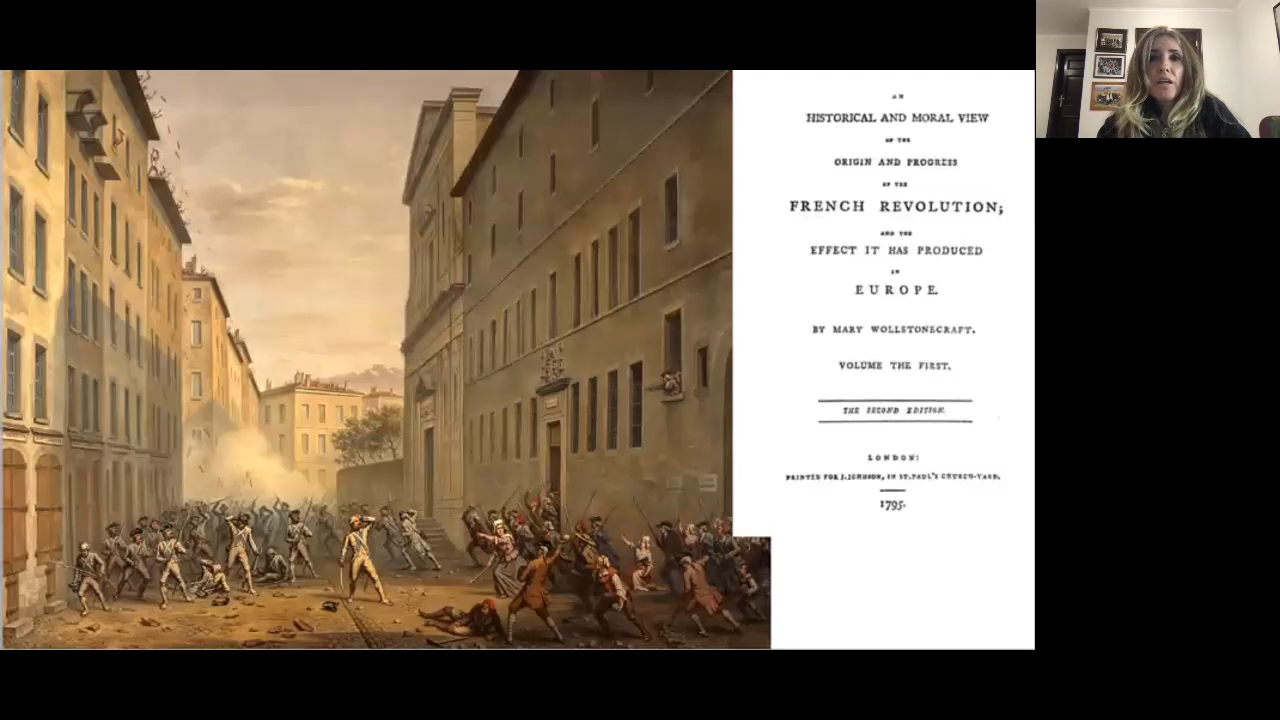 AN
HISTORICAL AND MORAL VIEW
OF THE
ORIGIN AND PROGRESS
OF THE
FRENCH REVOLUTION;
AND THE
EFFECT IT HAS PRODUCED
IN
EUROPE.
BY MARY WOLLSTONECRAFT.
VOLUME THE FIRST.
THE SECOND EDITION.
LONDON:
PRINTED FOR J. JOHNSON, IN ST. PAUL'S CHURCH-YARD.
1795.